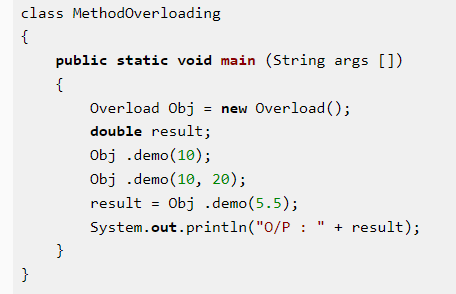 class MethodOverloading
{
    public static void main (String args [])
    {
        Overload Obj = new Overload();
        double result;
        Obj .demo(10);
        Obj .demo(10, 20);
        result = Obj .demo(5.5);
        System.out.println("O/P : " + result);
    }
}